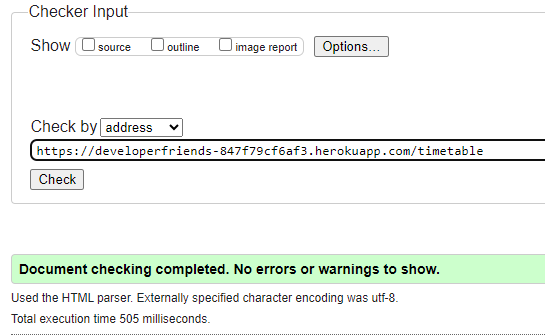 Checker Input
Show source outline image report Options...
Check by address
https://developerfriends-847f79cf6af3.herokuapp.com/timetable
Check
Document checking completed. No errors or warnings to show.
Used the HTML parser. Externally specified character encoding was utf-8.
Total execution time 505 milliseconds.